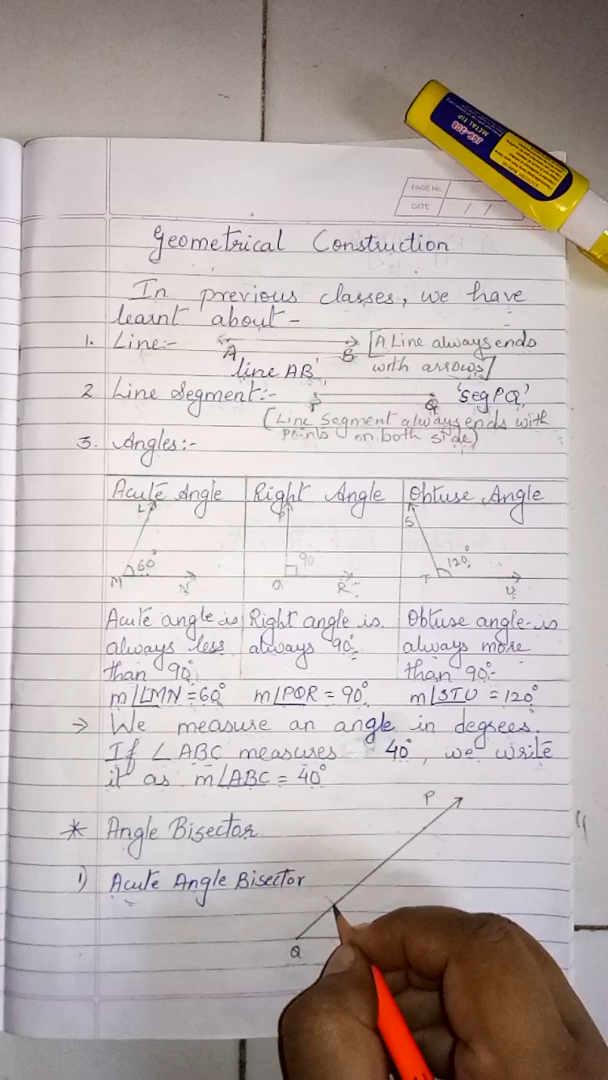 JNF-208
METAL TIP
PAGE No.
DATE / /
Geometrical Construction
In previous classes, we have
learnt about -
1. Line:- A B [A Line always ends
line AB' with arrows]
2 Line Segment:- P Q 'seg PQ'
(Line Segment always ends with
points on both side)
3. Angles:-
Acute Angle Right Angle Obtuse Angle
L P S
60° 90 120°
M N Q R T U
Acute angle is Right angle is Obtuse angle is
always less always 90° always more
than 90° than 90°
m∠LMN = 60° m∠PQR = 90° m∠STU = 120°
→ We measure an angle in degrees.
If ∠ABC measures 40°, we write
it as m∠ABC = 40°
P
* Angle Bisector
1) Acute Angle Bisector
Q